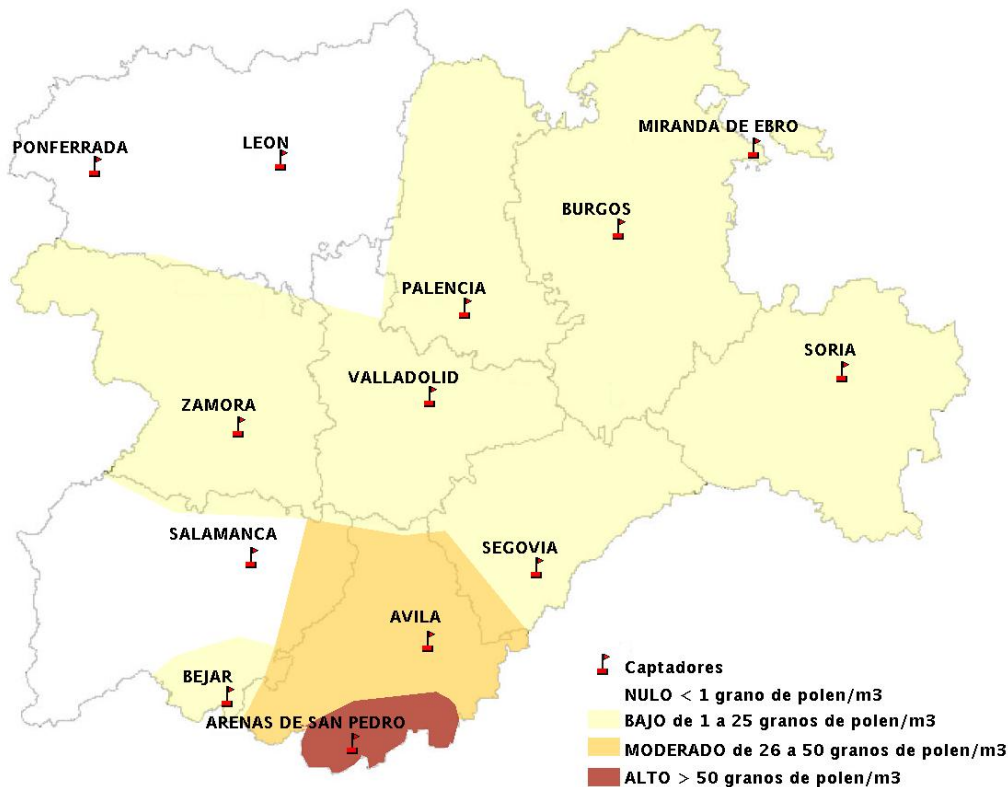 MIRANDA DE EBRO
PONFERRADA
LEON
BURGOS
PALENCIA
SORIA
VALLADOLID
ZAMORA
SALAMANCA
SEGOVIA
AVILA
BEJAR
ARENAS DE SAN PEDRO
Captadores
NULO < 1 grano de polen/m3
BAJO de 1 a 25 granos de polen/m3
MODERADO de 26 a 50 granos de polen/m3
ALTO > 50 granos de polen/m3